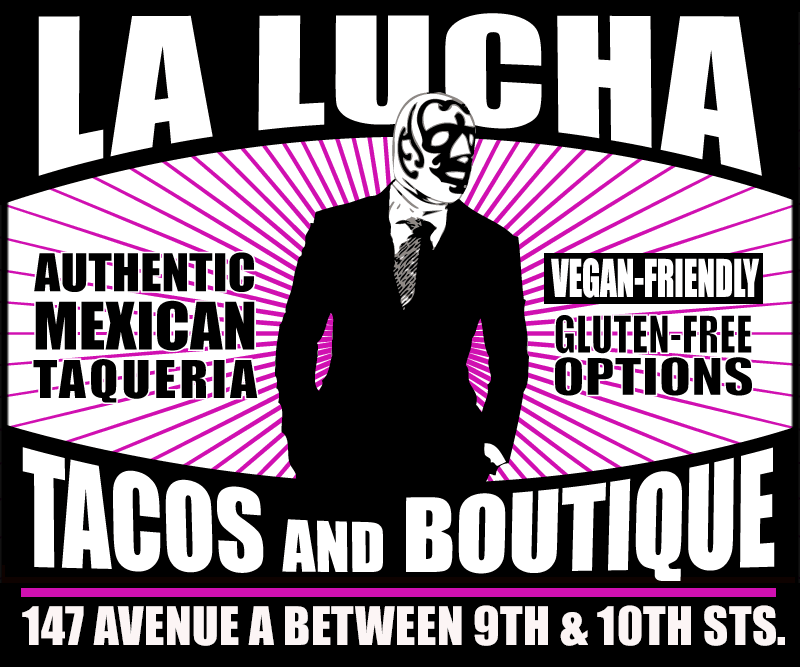 LA LUCHA
AUTHENTIC
MEXICAN
TAQUERIA
VEGAN-FRIENDLY
GLUTEN-FREE
OPTIONS
TACOS AND BOUTIQUE
147 AVENUE A BETWEEN 9TH & 10TH STS.